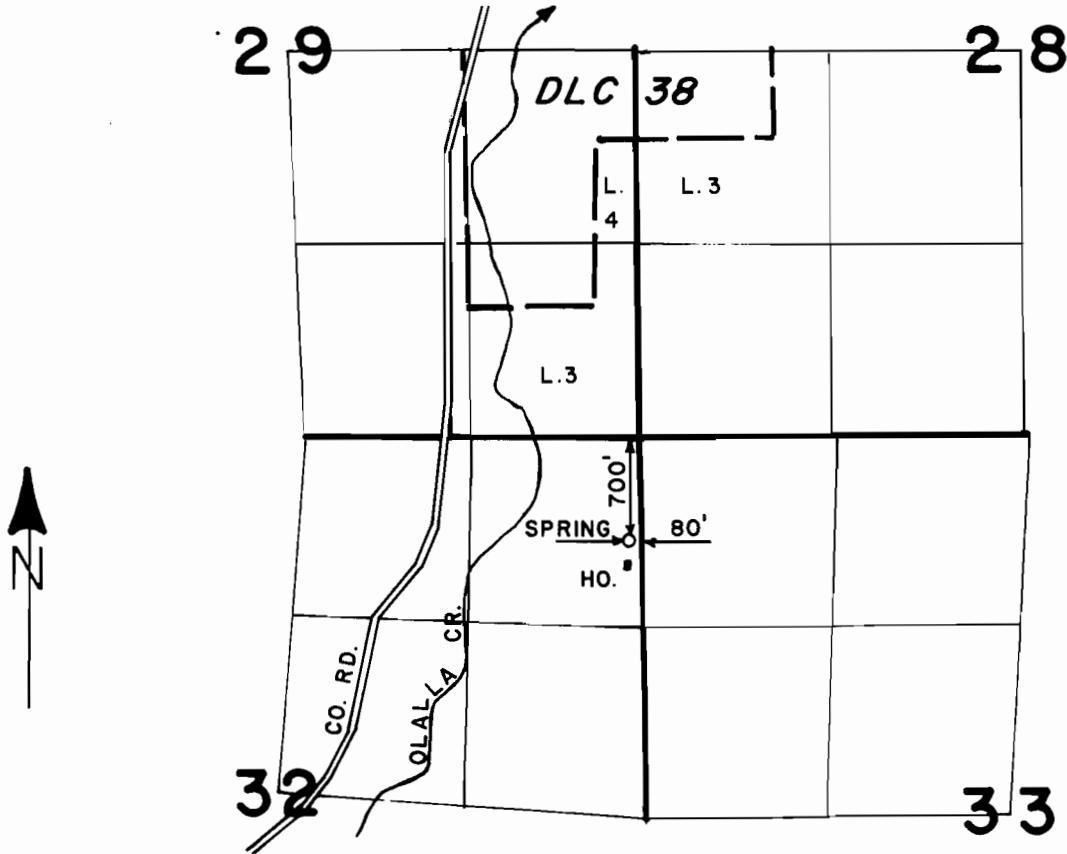 29
28
DLC 38
L.
4
L.3
L.3
700'
SPRING
80'
HO.
N
CO. RD.
OLALLA CR.
32
33